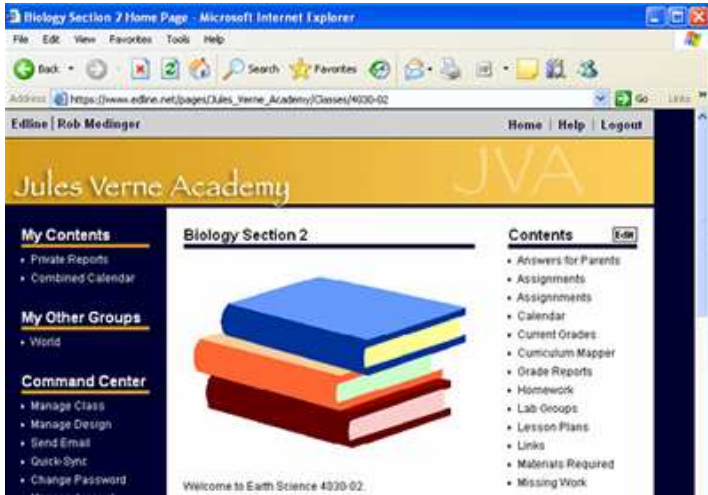 Biology Section 2 Home Page - Microsoft Internet Explorer
File Edit View Favorites Tools Help
Back Search Favorites
Address https://www.edline.net/pages/Jules_Verne_Academy/Classes/4030-02 Go Links »
Edline | Rob Medinger Home | Help | Logout
JVA
Jules Verne Academy
My Contents
• Private Reports
• Combined Calendar
My Other Groups
• World
Command Center
• Manage Class
• Manage Design
• Send Email
• Quick-Sync
• Change Password
Biology Section 2
Welcome to Earth Science 4030-02.
Contents Edit
• Answers for Parents
• Assignments
• Assignments
• Calendar
• Current Grades
• Curriculum Mapper
• Grade Reports
• Homework
• Lab Groups
• Lesson Plans
• Links
• Materials Required
• Missing Work